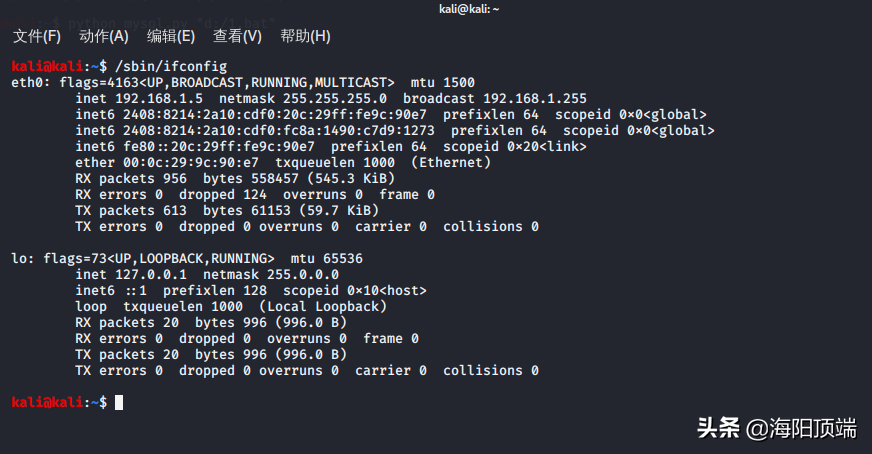 kali@kali: ~
python mysql.py "d:/1.bat"
文件(F) 动作(A) 编辑(E) 查看(V) 帮助(H)
kali@kali:~$ /sbin/ifconfig
eth0: flags=4163<UP,BROADCAST,RUNNING,MULTICAST>  mtu 1500
        inet 192.168.1.5  netmask 255.255.255.0  broadcast 192.168.1.255
        inet6 2408:8214:2a10:cdf0:20c:29ff:fe9c:90e7  prefixlen 64  scopeid 0×0<global>
        inet6 2408:8214:2a10:cdf0:fc8a:1490:c7d9:1273  prefixlen 64  scopeid 0×0<global>
        inet6 fe80::20c:29ff:fe9c:90e7  prefixlen 64  scopeid 0×20<link>
        ether 00:0c:29:9c:90:e7  txqueuelen 1000  (Ethernet)
        RX packets 956  bytes 558457 (545.3 KiB)
        RX errors 0  dropped 124  overruns 0  frame 0
        TX packets 613  bytes 61153 (59.7 KiB)
        TX errors 0  dropped 0 overruns 0  carrier 0  collisions 0
lo: flags=73<UP,LOOPBACK,RUNNING>  mtu 65536
        inet 127.0.0.1  netmask 255.0.0.0
        inet6 ::1  prefixlen 128  scopeid 0×10<host>
        loop  txqueuelen 1000  (Local Loopback)
        RX packets 20  bytes 996 (996.0 B)
        RX errors 0  dropped 0  overruns 0  frame 0
        TX packets 20  bytes 996 (996.0 B)
        TX errors 0  dropped 0 overruns 0  carrier 0  collisions 0
kali@kali:~$
头条 @海阳顶端